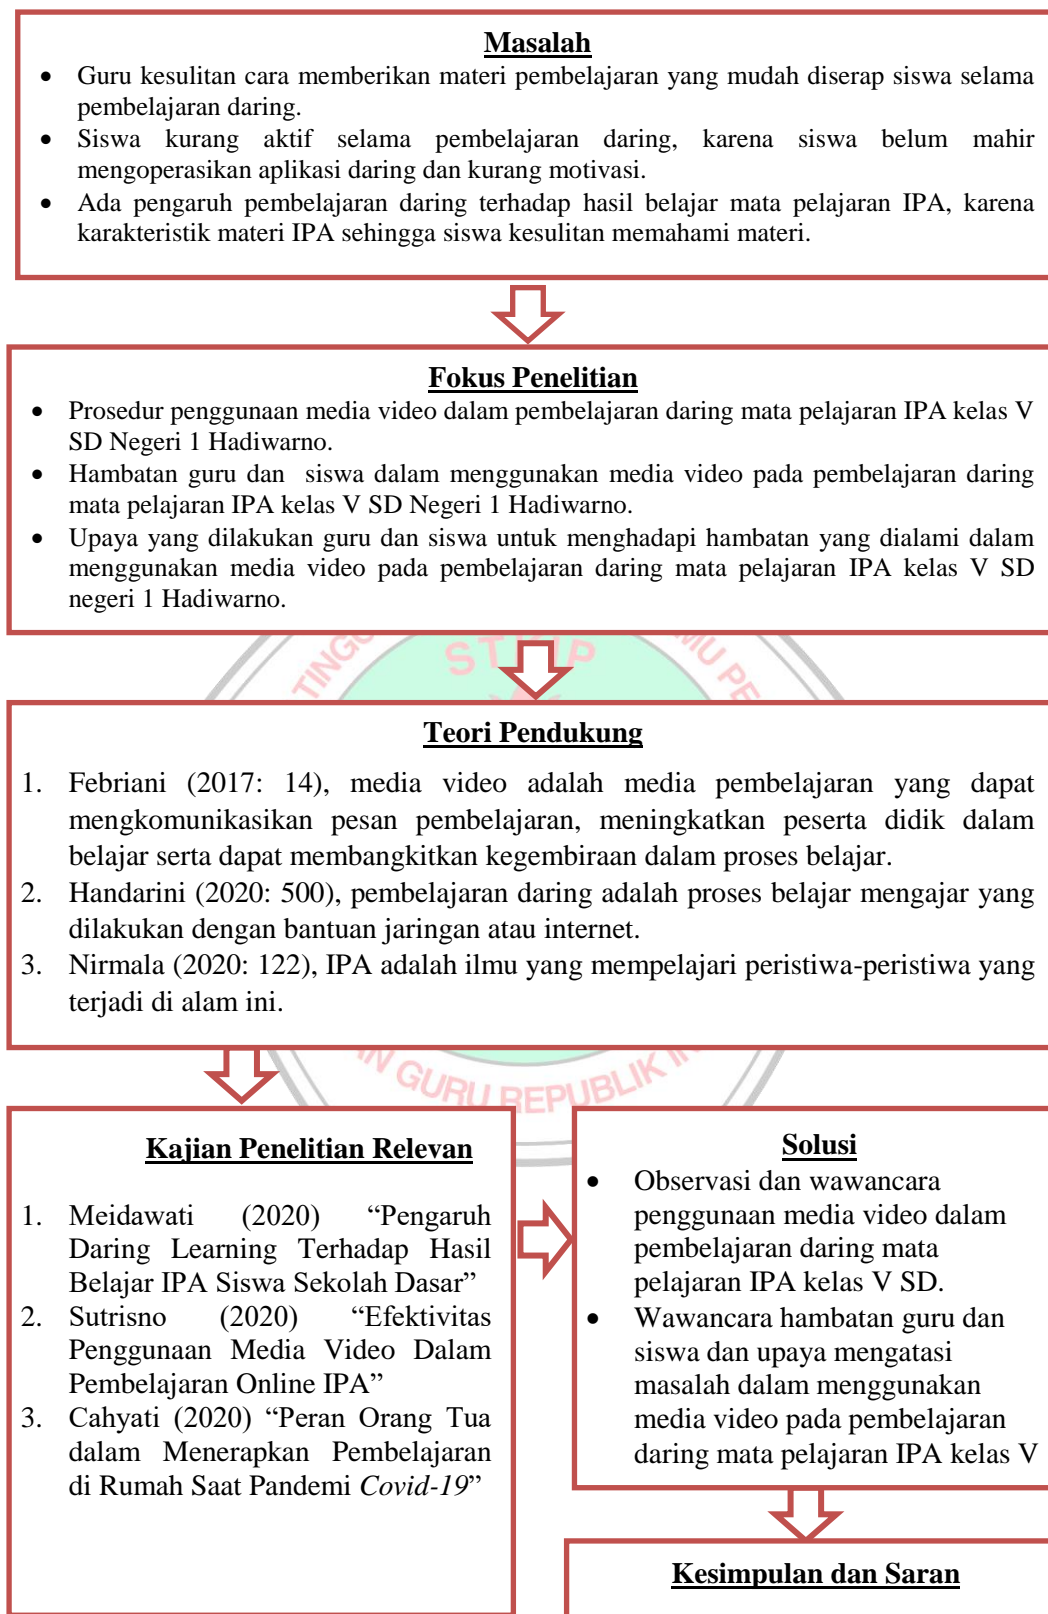 Masalah
• Guru kesulitan cara memberikan materi pembelajaran yang mudah diserap siswa selama
pembelajaran daring.
• Siswa kurang aktif selama pembelajaran daring, karena siswa belum mahir
mengoperasikan aplikasi daring dan kurang motivasi.
• Ada pengaruh pembelajaran daring terhadap hasil belajar mata pelajaran IPA, karena
karakteristik materi IPA sehingga siswa kesulitan memahami materi.
Fokus Penelitian
• Prosedur penggunaan media video dalam pembelajaran daring mata pelajaran IPA kelas V
SD Negeri 1 Hadiwarno.
• Hambatan guru dan siswa dalam menggunakan media video pada pembelajaran daring
mata pelajaran IPA kelas V SD Negeri 1 Hadiwarno.
• Upaya yang dilakukan guru dan siswa untuk menghadapi hambatan yang dialami dalam
menggunakan media video pada pembelajaran daring mata pelajaran IPA kelas V SD
negeri 1 Hadiwarno.
Teori Pendukung
1. Febriani (2017: 14), media video adalah media pembelajaran yang dapat
mengkomunikasikan pesan pembelajaran, meningkatkan peserta didik dalam
belajar serta dapat membangkitkan kegembiraan dalam proses belajar.
2. Handarini (2020: 500), pembelajaran daring adalah proses belajar mengajar yang
dilakukan dengan bantuan jaringan atau internet.
3. Nirmala (2020: 122), IPA adalah ilmu yang mempelajari peristiwa-peristiwa yang
terjadi di alam ini.
GURU REPUBLIK
Kajian Penelitian Relevan
1. Meidawati (2020) “Pengaruh
Daring Learning Terhadap Hasil
Belajar IPA Siswa Sekolah Dasar”
2. Sutrisno (2020) “Efektivitas
Penggunaan Media Video Dalam
Pembelajaran Online IPA”
3. Cahyati (2020) “Peran Orang Tua
dalam Menerapkan Pembelajaran
di Rumah Saat Pandemi Covid-19”
Solusi
• Observasi dan wawancara
penggunaan media video dalam
pembelajaran daring mata
pelajaran IPA kelas V SD.
• Wawancara hambatan guru dan
siswa dan upaya mengatasi
masalah dalam menggunakan
media video pada pembelajaran
daring mata pelajaran IPA kelas V
Kesimpulan dan Saran